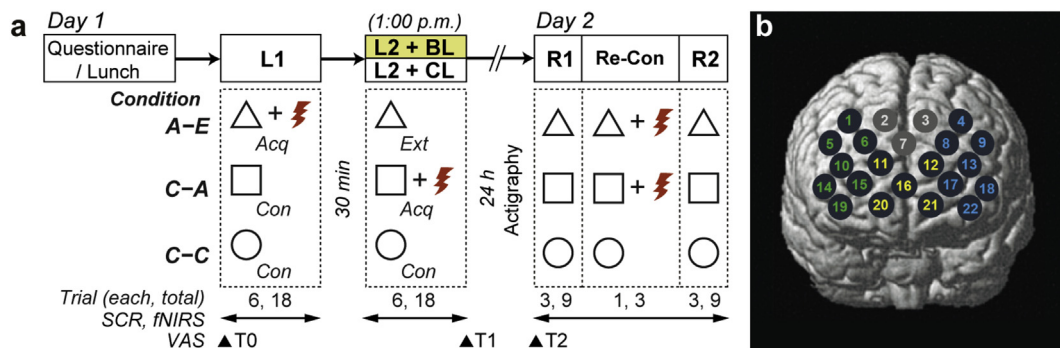 a
Day 1
(1:00 p.m.)
Day 2
Questionnaire
/ Lunch
L1
L2 + BL
L2 + CL
R1
Re-Con
R2
Condition
A–E
+
Acq
Ext
+
C–A
Con
+
Acq
+
C–C
Con
Con
30 min
24 h
Actigraphy
Trial (each, total)
6, 18
6, 18
3, 9
1, 3
3, 9
SCR, fNIRS
VAS
▲T0
▲T1
▲T2
b
1
2
3
4
5
6
7
8
9
10
11
12
13
14
15
16
17
18
19
20
21
22